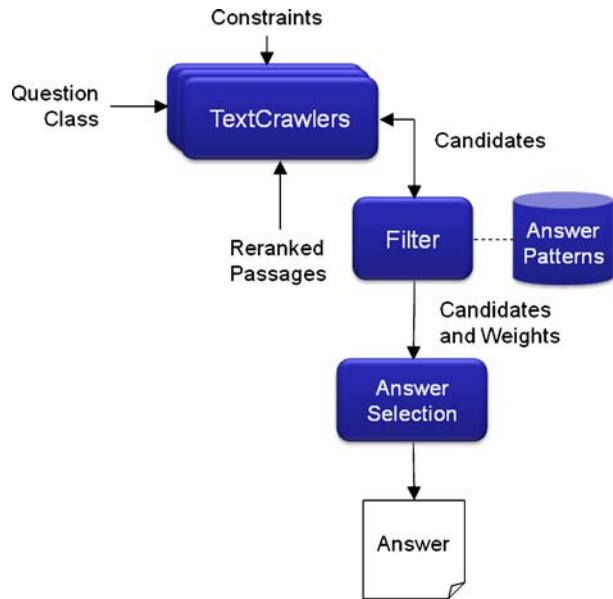 Constraints
Question
Class
TextCrawlers
Candidates
Reranked
Passages
Filter
Answer
Patterns
Candidates
and Weights
Answer
Selection
Answer